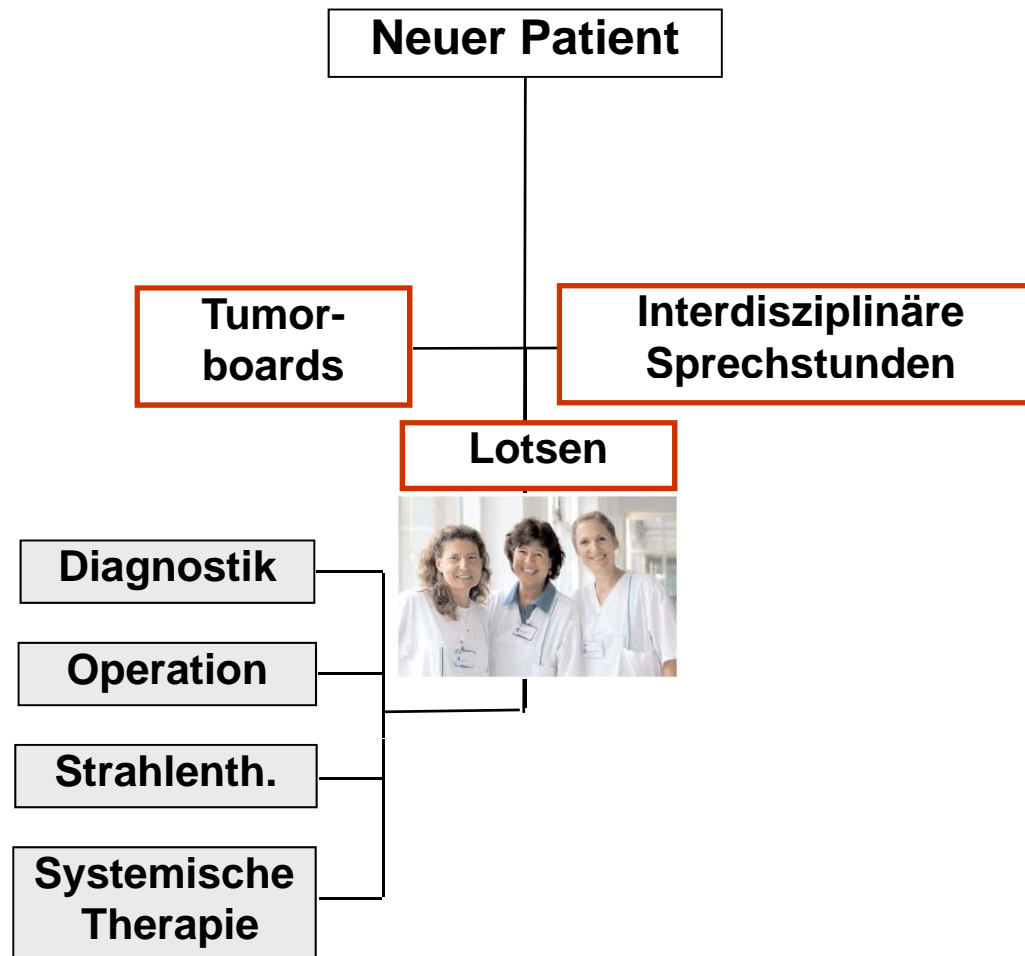 Neuer Patient
Tumor-
boards
Interdisziplinäre
Sprechstunden
Lotsen
Diagnostik
Operation
Strahlenth.
Systemische
Therapie